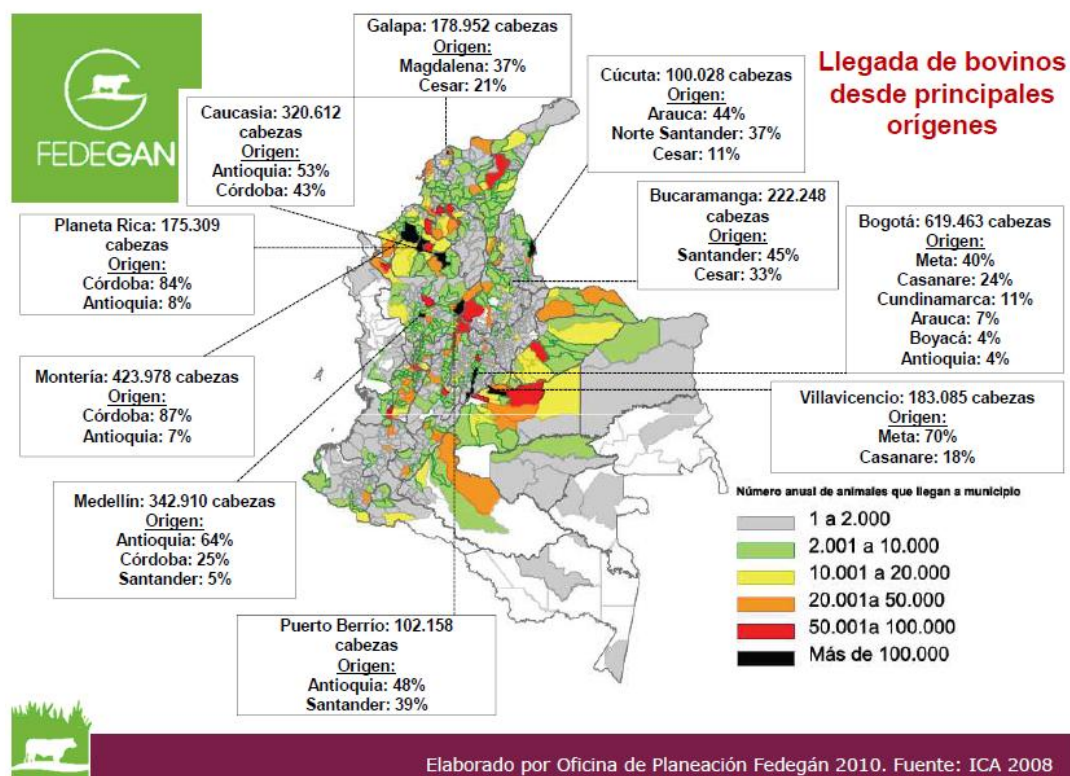 FEDEGAN
Galapa: 178.952 cabezas
Origen:
Magdalena: 37%
Cesar: 21%
Cúcuta: 100.028 cabezas
Origen:
Arauca: 44%
Norte Santander: 37%
Cesar: 11%
Llegada de bovinos
desde principales
orígenes
Caucasia: 320.612
cabezas
Origen:
Antioquia: 53%
Córdoba: 43%
Bucaramanga: 222.248
cabezas
Origen:
Santander: 45%
Cesar: 33%
Bogotá: 619.463 cabezas
Origen:
Meta: 40%
Casanare: 24%
Cundinamarca: 11%
Arauca: 7%
Boyacá: 4%
Antioquia: 4%
Planeta Rica: 175.309
cabezas
Origen:
Córdoba: 84%
Antioquia: 8%
Montería: 423.978 cabezas
Origen:
Córdoba: 87%
Antioquia: 7%
Villavicencio: 183.085 cabezas
Origen:
Meta: 70%
Casanare: 18%
Medellín: 342.910 cabezas
Origen:
Antioquia: 64%
Córdoba: 25%
Santander: 5%
Número anual de animales que llegan a municipio
1 a 2.000
2.001 a 10.000
10.001 a 20.000
20.001a 50.000
50.001a 100.000
Más de 100.000
Puerto Berrío: 102.158
cabezas
Origen:
Antioquia: 48%
Santander: 39%
Elaborado por Oficina de Planeación Fedegán 2010. Fuente: ICA 2008